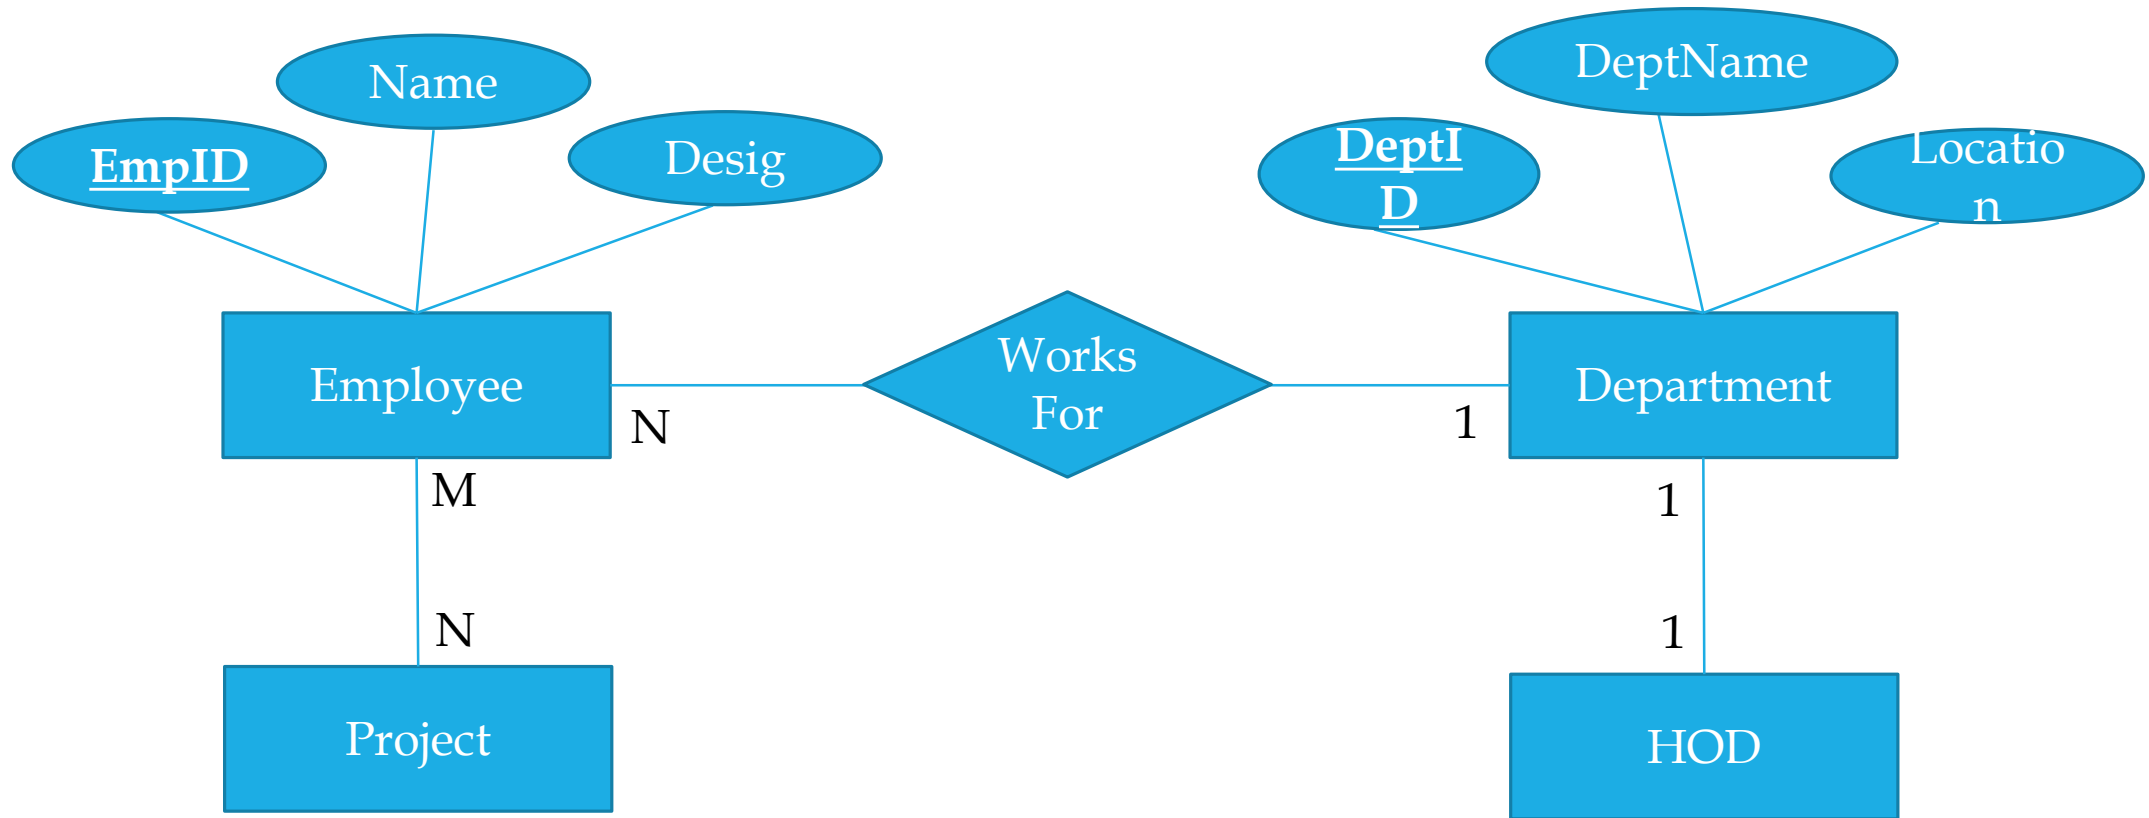 Name
EmpID
Desig
DeptName
DeptI
D
Locatio
n
Employee
Works
For
Department
N
1
M
1
N
1
Project
HOD